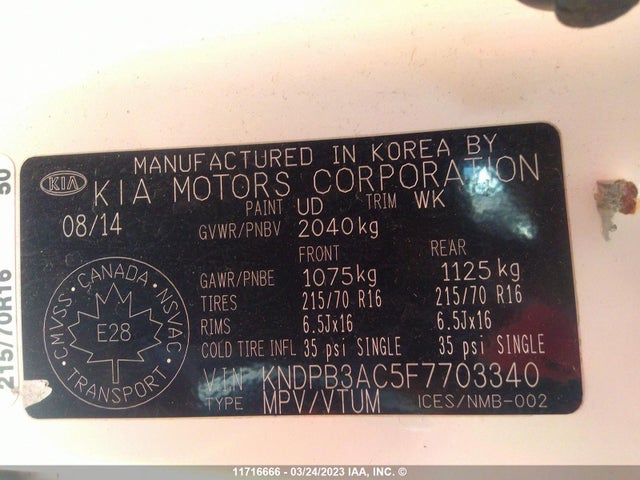 MANUFACTURED IN KOREA BY
KIA KIA MOTORS CORPORATION
PAINT UD TRIM WK
08/14
GVWR/PNBV 2040kg
FRONT REAR
GAWR/PNBE 1075kg 1125kg
TIRES 215/70 R16 215/70 R16
RIMS 6.5Jx16 6.5Jx16
COLD TIRE INFL 35 psi SINGLE 35 psi SINGLE
VIN KNDPB3AC5F7703340
TYPE MPV/VTUM ICES/NMB-002
CMVSS • CANADA • NSVAC • TRANSPORT •
E28
215/70R16 50
11716666 - 03/24/2023 IAA, INC. ©